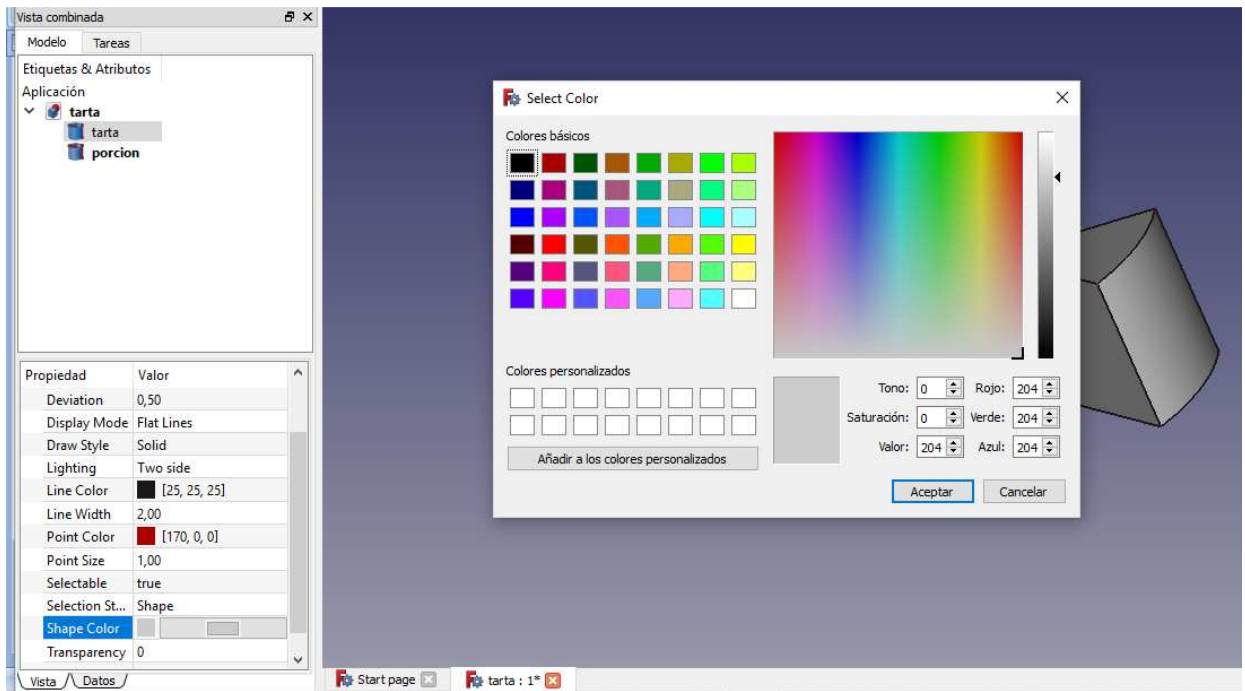 Vista combinada
Modelo Tareas
Etiquetas & Atributos
Aplicación
tarta
tarta
porcion
Propiedad Valor
Deviation 0,50
Display Mode Flat Lines
Draw Style Solid
Lighting Two side
Line Color [25, 25, 25]
Line Width 2,00
Point Color [170, 0, 0]
Point Size 1,00
Selectable true
Selection St... Shape
Shape Color
Transparency 0
Vista Datos
Select Color
Colores básicos
Colores personalizados
Añadir a los colores personalizados
Tono: 0 Rojo: 204
Saturación: 0 Verde: 204
Valor: 204 Azul: 204
Aceptar Cancelar
Start page tarta : 1*